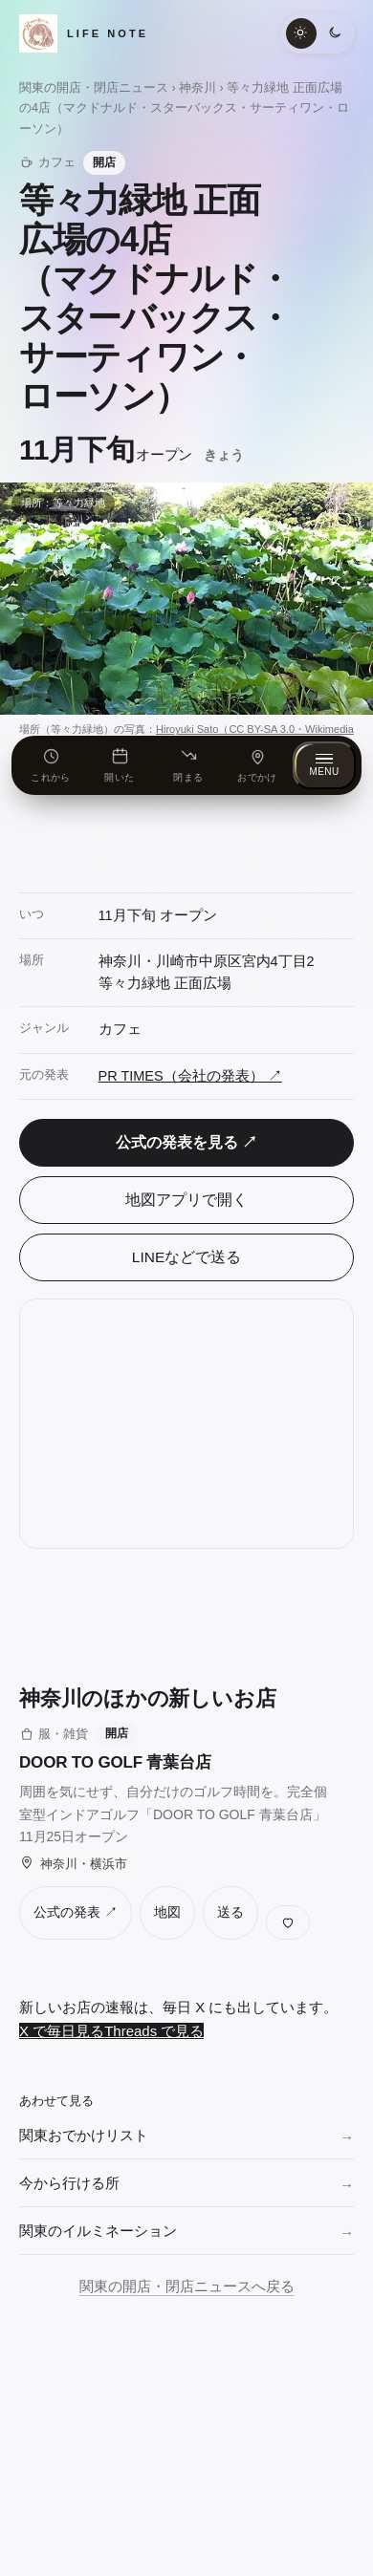 LIFE NOTE
関東の開店・閉店ニュース › 神奈川 › 等々力緑地 正面広場
の4店（マクドナルド・スターバックス・サーティワン・ロ
ーソン）
カフェ 開店
等々力緑地 正面
広場の4店
（マクドナルド・
スターバックス・
サーティワン・
ローソン）
11月下旬オープン きょう
場所：等々力緑地
場所（等々力緑地）の写真：Hiroyuki Sato（CC BY-SA 3.0・Wikimedia
これから 開いた 閉まる おでかけ MENU
いつ 11月下旬 オープン
場所 神奈川・川崎市中原区宮内4丁目2
等々力緑地 正面広場
ジャンル カフェ
元の発表 PR TIMES（会社の発表） ↗
公式の発表を見る ↗
地図アプリで開く
LINEなどで送る
神奈川のほかの新しいお店
服・雑貨 開店
DOOR TO GOLF 青葉台店
周囲を気にせず、自分だけのゴルフ時間を。完全個
室型インドアゴルフ「DOOR TO GOLF 青葉台店」
11月25日オープン
神奈川・横浜市
公式の発表 ↗ 地図 送る
新しいお店の速報は、毎日 X にも出しています。
X で毎日見るThreads で見る
あわせて見る
関東おでかけリスト →
今から行ける所 →
関東のイルミネーション →
関東の開店・閉店ニュースへ戻る